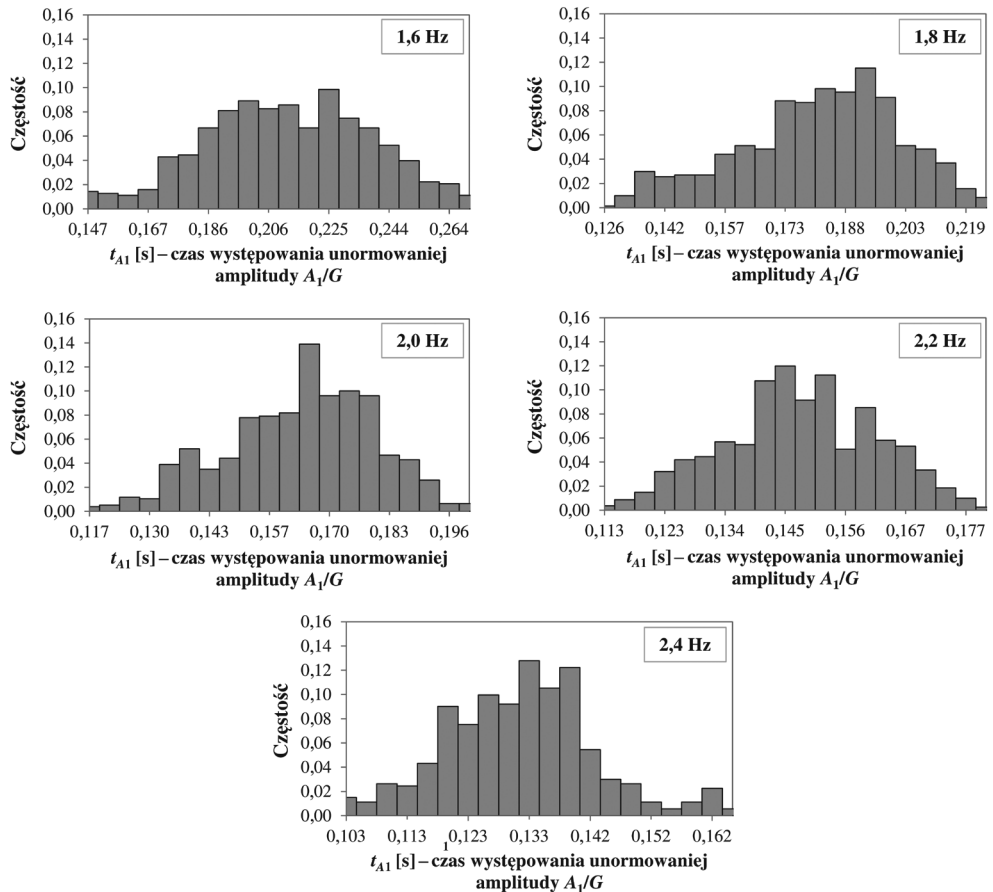 1,6 Hz
Częstość
0,16
0,14
0,12
0,10
0,08
0,06
0,04
0,02
0,00
0,147 0,167 0,186 0,206 0,225 0,244 0,264
t_A1 [s] – czas występowania unormowaniej
amplitudy A1/G
1,8 Hz
Częstość
0,16
0,14
0,12
0,10
0,08
0,06
0,04
0,02
0,00
0,126 0,142 0,157 0,173 0,188 0,203 0,219
t_A1 [s] – czas występowania unormowaniej
amplitudy A1/G
2,0 Hz
Częstość
0,16
0,14
0,12
0,10
0,08
0,06
0,04
0,02
0,00
0,117 0,130 0,143 0,157 0,170 0,183 0,196
t_A1 [s] – czas występowania unormowaniej
amplitudy A1/G
2,2 Hz
Częstość
0,16
0,14
0,12
0,10
0,08
0,06
0,04
0,02
0,00
0,113 0,123 0,134 0,145 0,156 0,167 0,177
t_A1 [s] – czas występowania unormowaniej
amplitudy A1/G
2,4 Hz
Częstość
0,16
0,14
0,12
0,10
0,08
0,06
0,04
0,02
0,00
0,103 0,113 0,123 0,133 0,142 0,152 0,162
1
t_A1 [s] – czas występowania unormowaniej
amplitudy A1/G